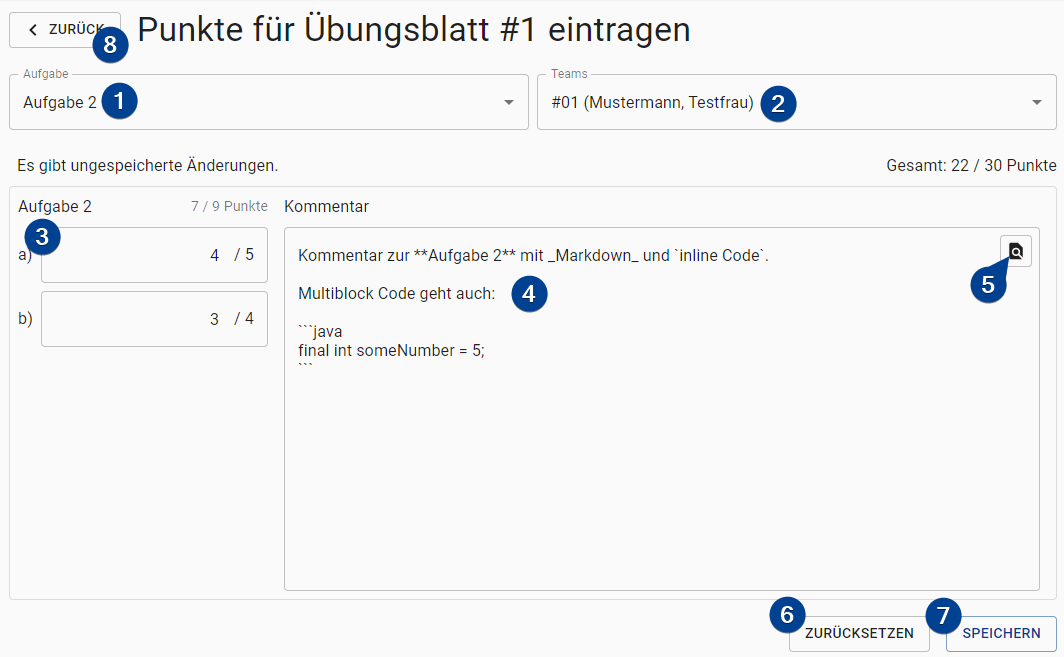 ZURÜCK
8
Punkte für Übungsblatt #1 eintragen
Aufgabe
Aufgabe 2
1
Teams
#01 (Mustermann, Testfrau)
2
Es gibt ungespeicherte Änderungen.
Gesamt: 22 / 30 Punkte
Aufgabe 2
7 / 9 Punkte
Kommentar
3
a)
4 / 5
b)
3 / 4
Kommentar zur **Aufgabe 2** mit _Markdown_ und `inline Code`.
5
Multiblock Code geht auch:
4
```java
final int someNumber = 5;
```
6
ZURÜCKSETZEN
7
SPEICHERN